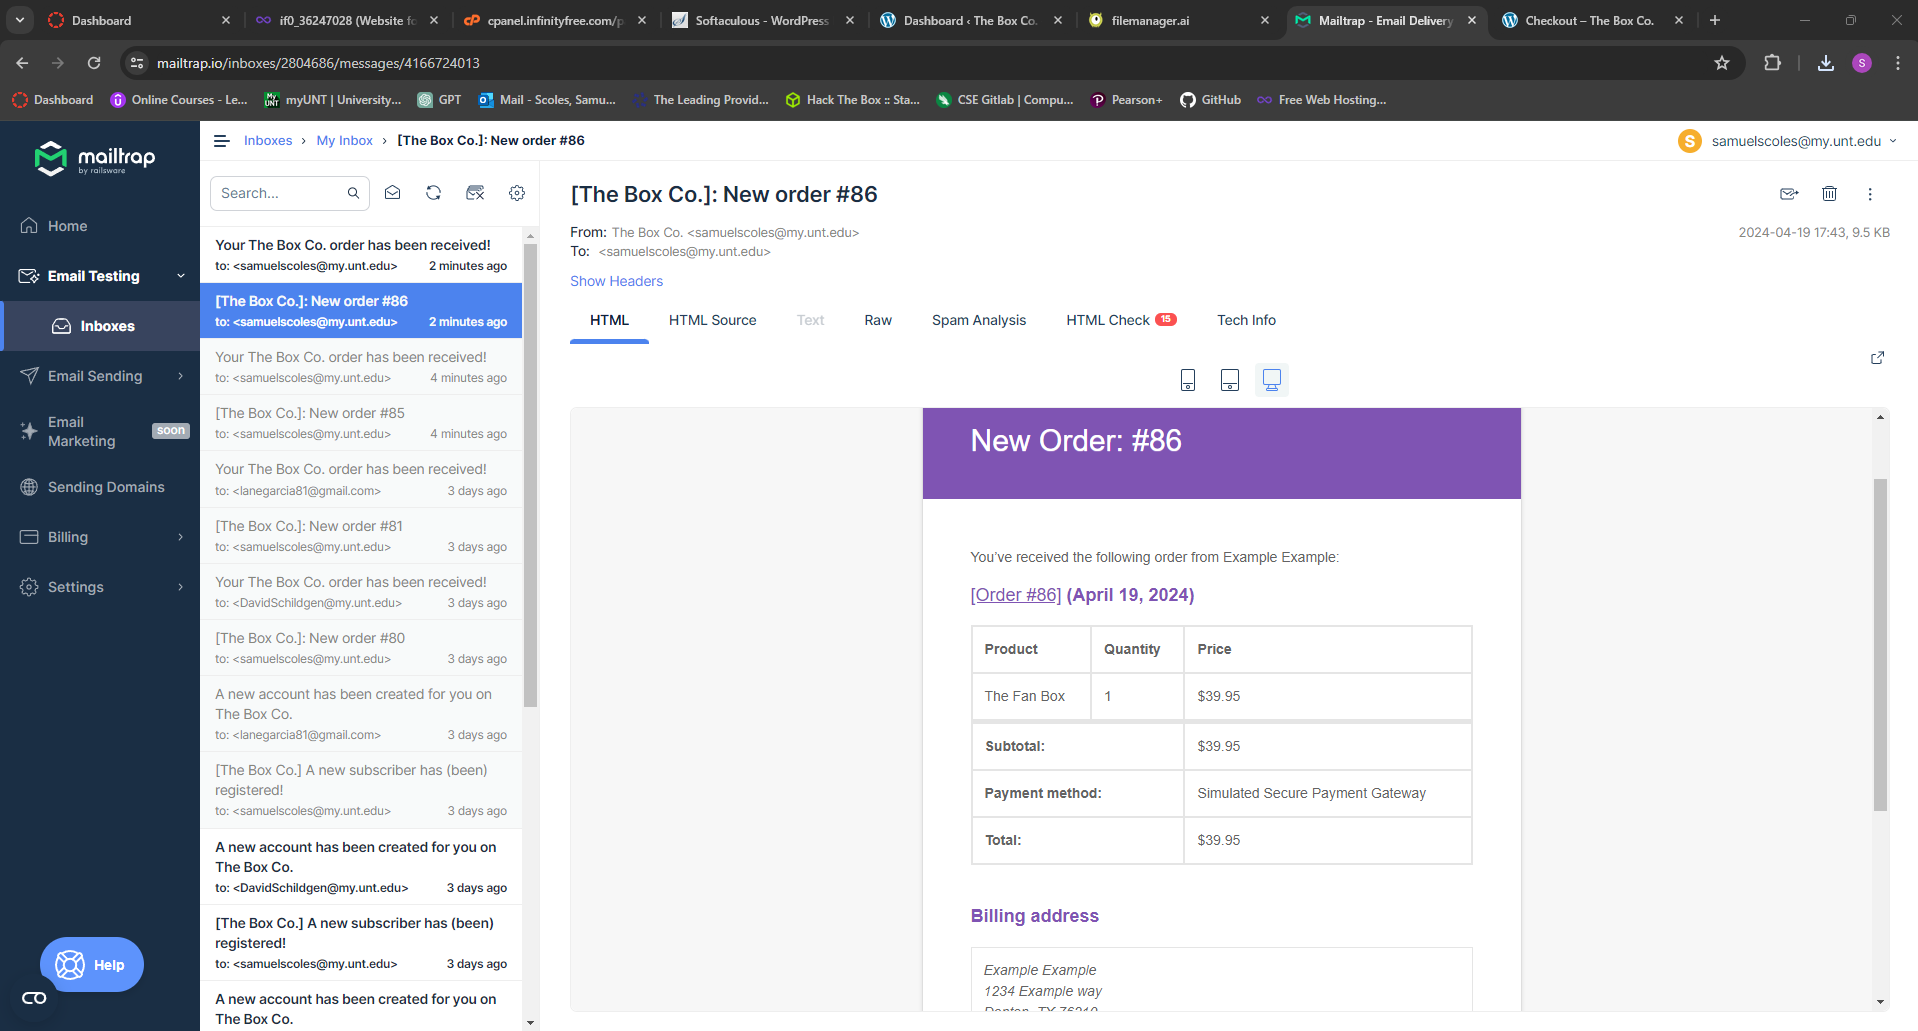 Dashboard
if0_36247028 (Website fo
cpanel.infinityfree.com/p
Softaculous - WordPress
Dashboard ‹ The Box Co.
filemanager.ai
Mailtrap - Email Delivery
Checkout – The Box Co.
mailtrap.io/inboxes/2804686/messages/4166724013
S
Dashboard
Online Courses - Le...
myUNT | University...
GPT
Mail - Scoles, Samu...
The Leading Provid...
Hack The Box :: Sta...
CSE Gitlab | Compu...
Pearson+
GitHub
Free Web Hosting...
mailtrap
by railsware
Home
Email Testing
Inboxes
Email Sending
Email
Marketing
soon
Sending Domains
Billing
Settings
Help
Inboxes › My Inbox › [The Box Co.]: New order #86
S samuelscoles@my.unt.edu
Search...
Your The Box Co. order has been received!
to: <samuelscoles@my.unt.edu> 2 minutes ago
[The Box Co.]: New order #86
to: <samuelscoles@my.unt.edu> 2 minutes ago
Your The Box Co. order has been received!
to: <samuelscoles@my.unt.edu> 4 minutes ago
[The Box Co.]: New order #85
to: <samuelscoles@my.unt.edu> 4 minutes ago
Your The Box Co. order has been received!
to: <lanegarcia81@gmail.com> 3 days ago
[The Box Co.]: New order #81
to: <samuelscoles@my.unt.edu> 3 days ago
Your The Box Co. order has been received!
to: <DavidSchildgen@my.unt.edu> 3 days ago
[The Box Co.]: New order #80
to: <samuelscoles@my.unt.edu> 3 days ago
A new account has been created for you on
The Box Co.
to: <lanegarcia81@gmail.com> 3 days ago
[The Box Co.] A new subscriber has (been)
registered!
to: <samuelscoles@my.unt.edu> 3 days ago
A new account has been created for you on
The Box Co.
to: <DavidSchildgen@my.unt.edu> 3 days ago
[The Box Co.] A new subscriber has (been)
registered!
to: <samuelscoles@my.unt.edu> 3 days ago
A new account has been created for you on
The Box Co.
[The Box Co.]: New order #86
From: The Box Co. <samuelscoles@my.unt.edu>
2024-04-19 17:43, 9.5 KB
To: <samuelscoles@my.unt.edu>
Show Headers
HTML HTML Source Text Raw Spam Analysis HTML Check 15 Tech Info
New Order: #86
You’ve received the following order from Example Example:
[Order #86] (April 19, 2024)
Product Quantity Price
The Fan Box 1 $39.95
Subtotal: $39.95
Payment method: Simulated Secure Payment Gateway
Total: $39.95
Billing address
Example Example
1234 Example way
Denton, TX 76210